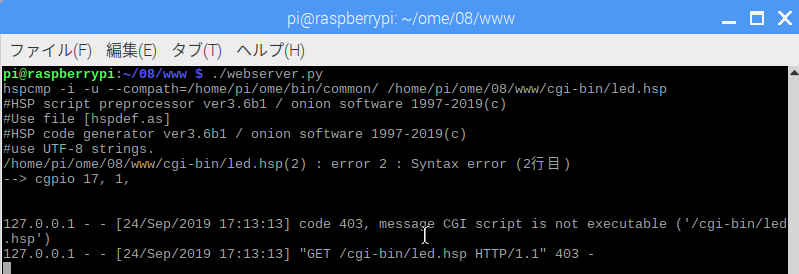 pi@raspberrypi: ~/ome/08/www
ファイル(F) 編集(E) タブ(T) ヘルプ(H)
pi@raspberrypi:~/08/www $ ./webserver.py
hspcmp -i -u --compath=/home/pi/ome/bin/common/ /home/pi/ome/08/www/cgi-bin/led.hsp
#HSP script preprocessor ver3.6b1 / onion software 1997-2019(c)
#Use file [hspdef.as]
#HSP code generator ver3.6b1 / onion software 1997-2019(c)
#use UTF-8 strings.
/home/pi/ome/08/www/cgi-bin/led.hsp(2) : error 2 : Syntax error (2行目)
--> cgpio 17, 1,
127.0.0.1 - - [24/Sep/2019 17:13:13] code 403, message CGI script is not executable ('/cgi-bin/led
.hsp')
127.0.0.1 - - [24/Sep/2019 17:13:13] "GET /cgi-bin/led.hsp HTTP/1.1" 403 -